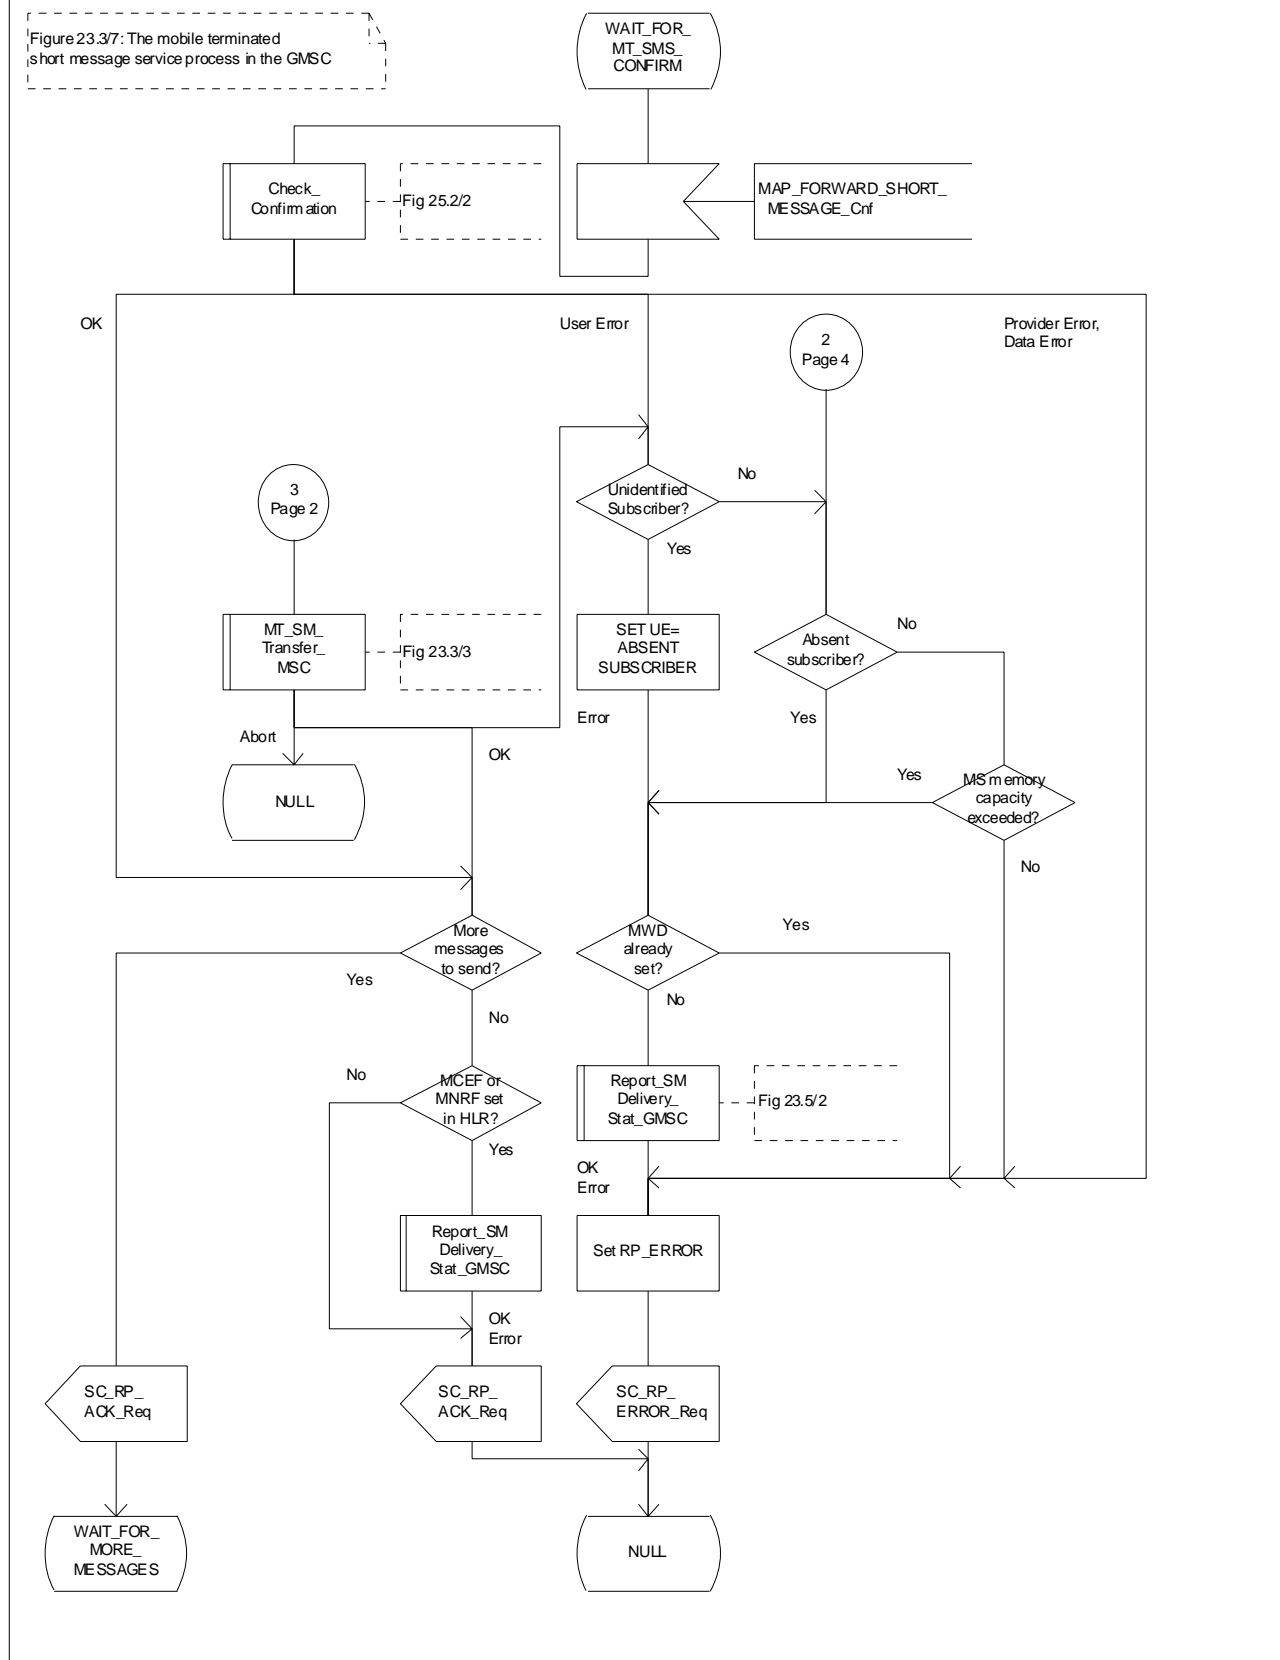 Figure 23.3/7: The mobile terminated
short message service process in the GMSC
WAIT_FOR_
MT_SMS_
CONFIRM
Check_
Confirmation
Fig 25.2/2
MAP_FORWARD_SHORT_
MESSAGE_Cnf
OK
User Error
Provider Error,
Data Error
2
Page 4
3
Page 2
Unidentified
Subscriber?
No
Yes
MT_SM_
Transfer_
MSC
Fig 23.3/3
SET UE=
ABSENT
SUBSCRIBER
Absent
subscriber?
No
Abort
OK
Error
Yes
NULL
Yes
MS memory
capacity
exceeded?
No
More
messages
to send?
Yes
No
MWD
already
set?
Yes
No
No
MCEF or
MNRF set
in HLR?
Yes
Report_SM
Delivery_
Stat_GMSC
Fig 23.5/2
OK
Error
Report_SM
Delivery_
Stat_GMSC
Set RP_ERROR
OK
Error
SC_RP_
ACK_Req
SC_RP_
ACK_Req
SC_RP_
ERROR_Req
WAIT_FOR_
MORE_
MESSAGES
NULL